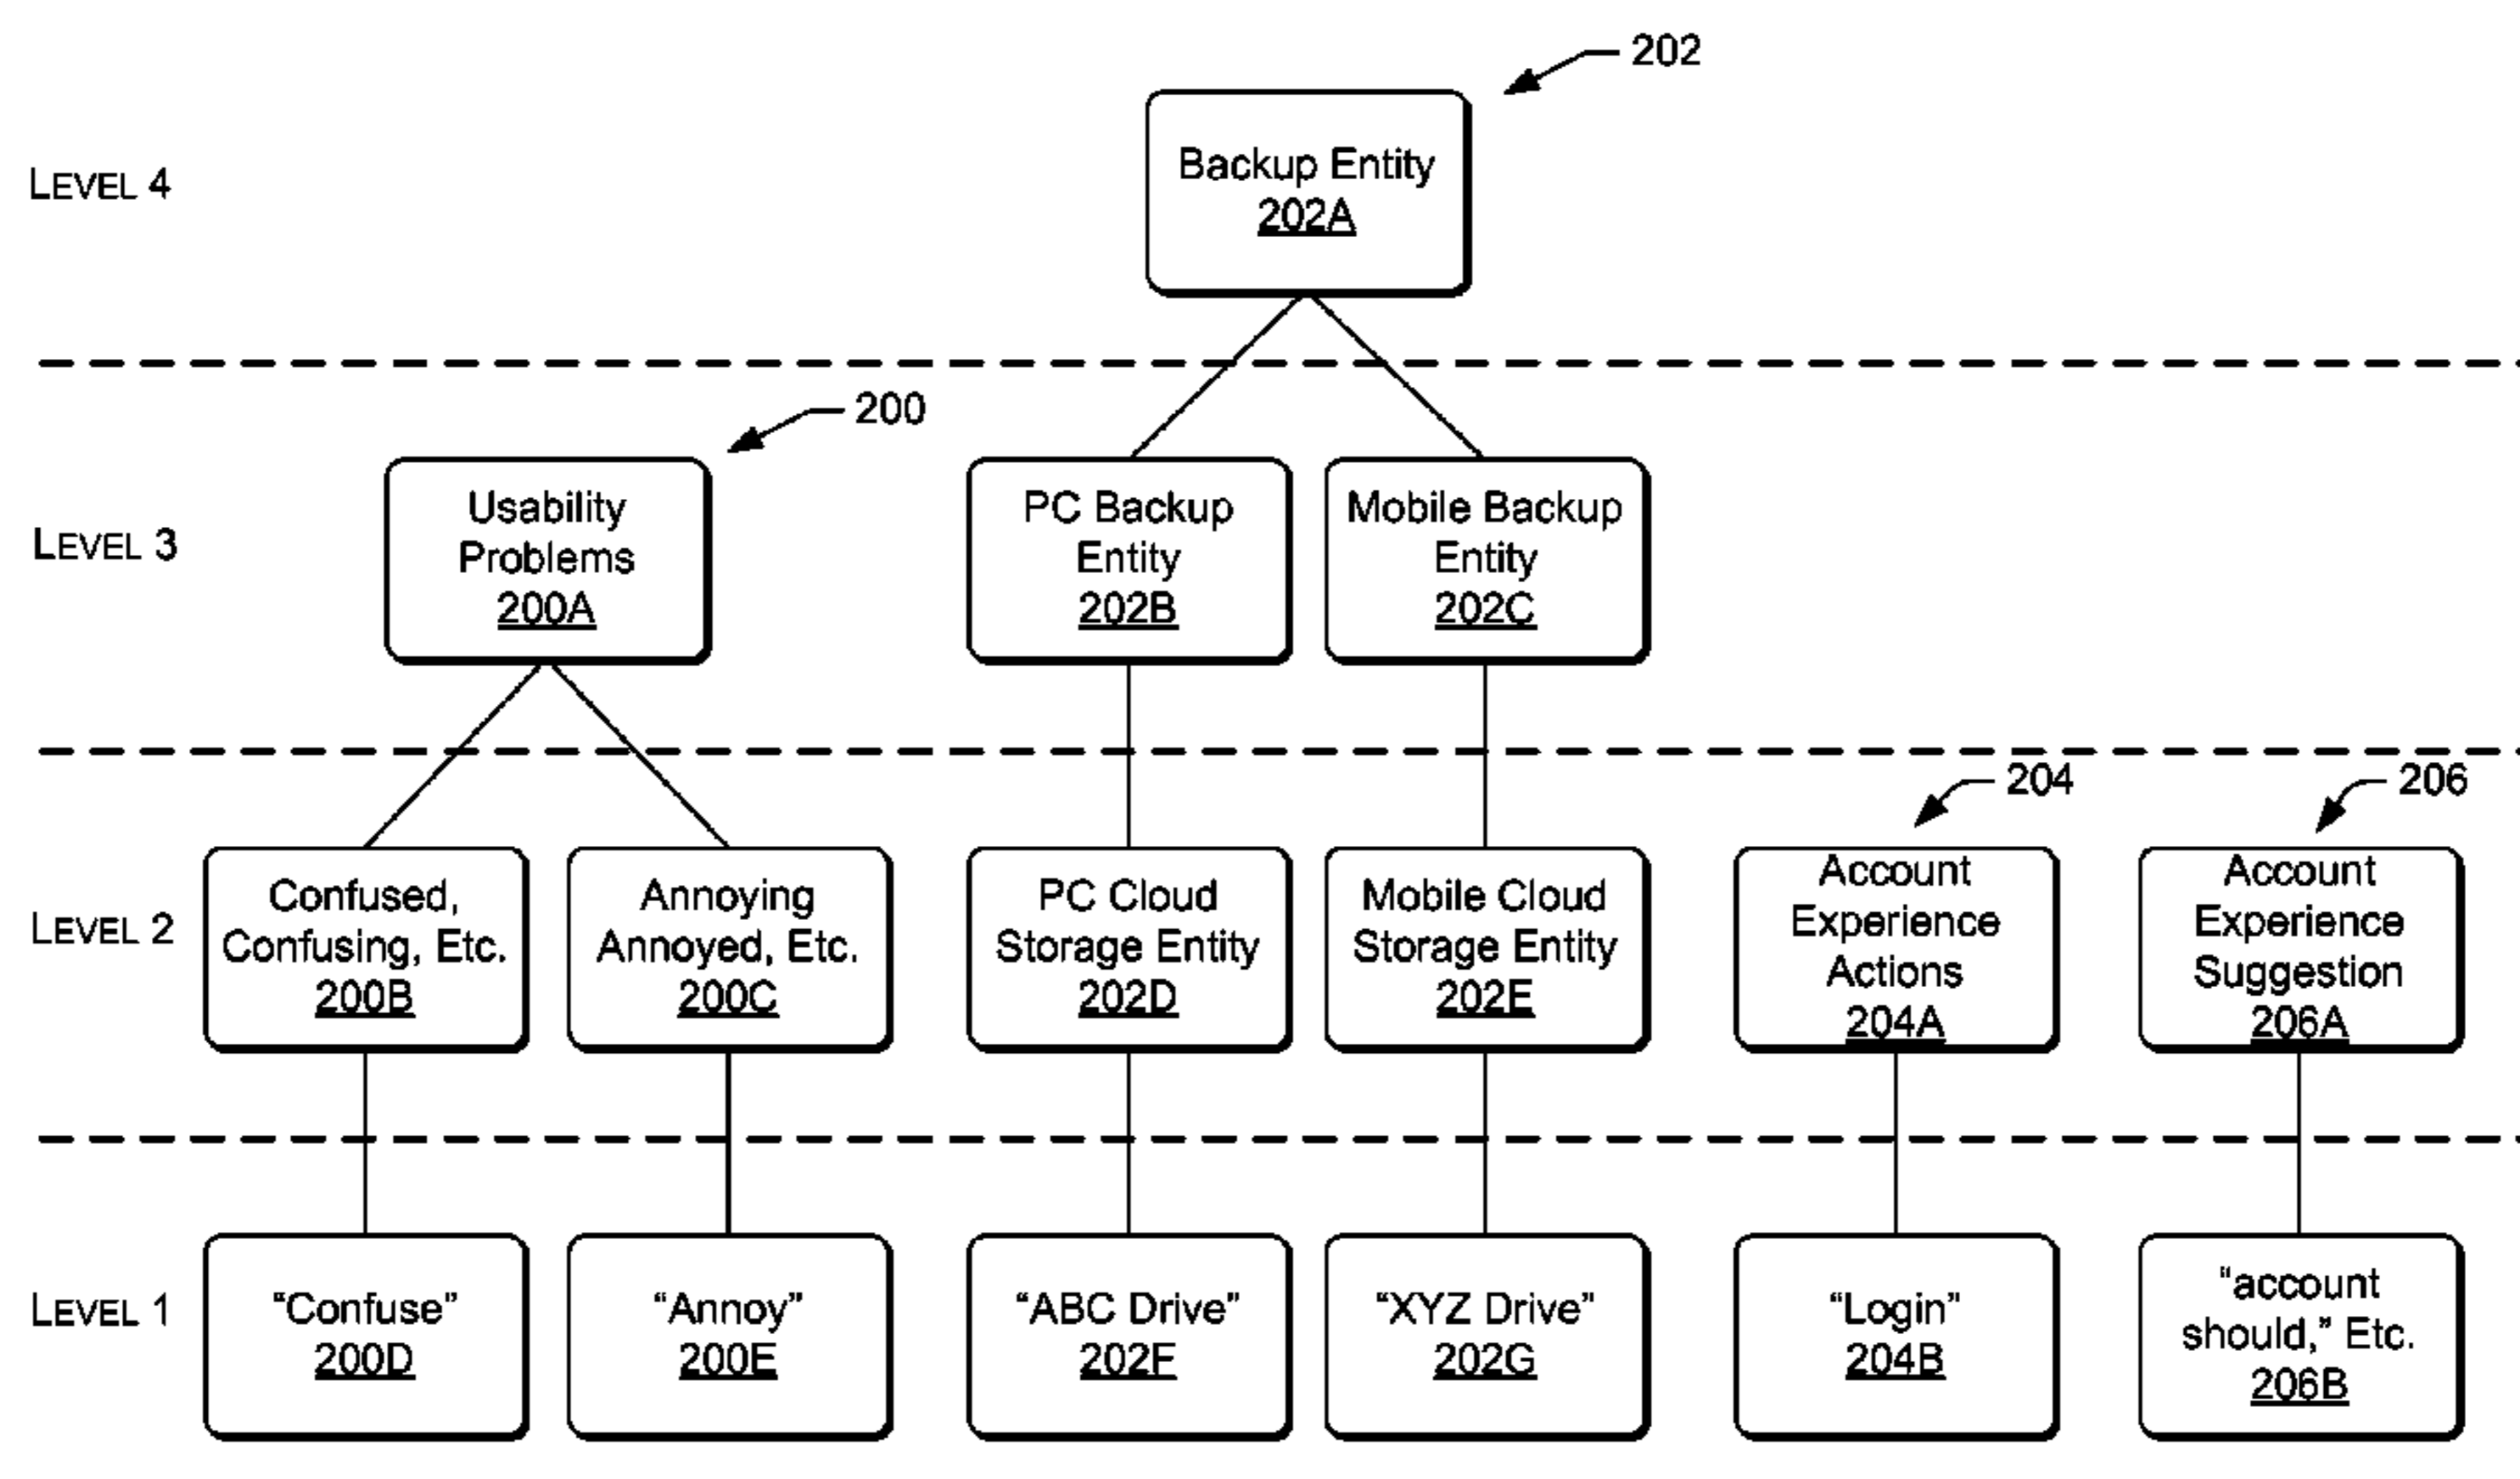 202
Backup Entity
202A
LEVEL 4
200
Usability
Problems
200A
PC Backup
Entity
202B
Mobile Backup
Entity
202C
LEVEL 3
204
206
Confused,
Confusing, Etc.
200B
Annoying
Annoyed, Etc.
200C
PC Cloud
Storage Entity
202D
Mobile Cloud
Storage Entity
202E
Account
Experience
Actions
204A
Account
Experience
Suggestion
206A
LEVEL 2
LEVEL 1
“Confuse”
200D
“Annoy”
200E
“ABC Drive”
202F
“XYZ Drive”
202G
“Login”
204B
“account
should,” Etc.
206B